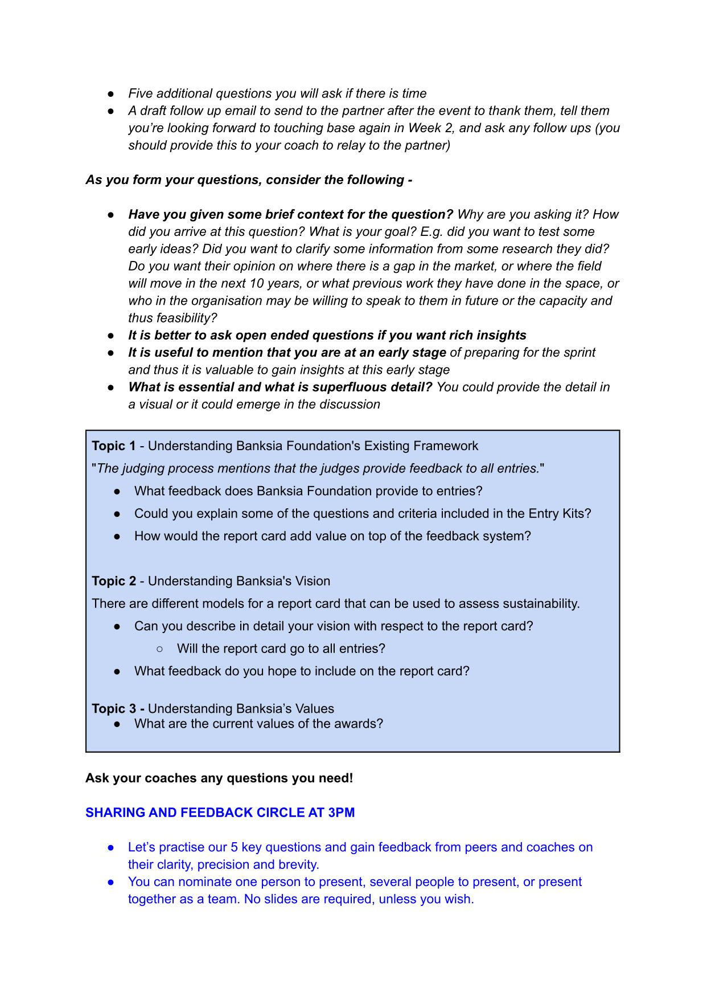 ● Five additional questions you will ask if there is time
● A draft follow up email to send to the partner after the event to thank them, tell them
you’re looking forward to touching base again in Week 2, and ask any follow ups (you
should provide this to your coach to relay to the partner)
As you form your questions, consider the following -
● Have you given some brief context for the question? Why are you asking it? How
did you arrive at this question? What is your goal? E.g. did you want to test some
early ideas? Did you want to clarify some information from some research they did?
Do you want their opinion on where there is a gap in the market, or where the field
will move in the next 10 years, or what previous work they have done in the space, or
who in the organisation may be willing to speak to them in future or the capacity and
thus feasibility?
● It is better to ask open ended questions if you want rich insights
● It is useful to mention that you are at an early stage of preparing for the sprint
and thus it is valuable to gain insights at this early stage
● What is essential and what is superfluous detail? You could provide the detail in
a visual or it could emerge in the discussion
Topic 1 - Understanding Banksia Foundation's Existing Framework
"The judging process mentions that the judges provide feedback to all entries."
● What feedback does Banksia Foundation provide to entries?
● Could you explain some of the questions and criteria included in the Entry Kits?
● How would the report card add value on top of the feedback system?
Topic 2 - Understanding Banksia's Vision
There are different models for a report card that can be used to assess sustainability.
● Can you describe in detail your vision with respect to the report card?
○ Will the report card go to all entries?
● What feedback do you hope to include on the report card?
Topic 3 - Understanding Banksia’s Values
● What are the current values of the awards?
Ask your coaches any questions you need!
SHARING AND FEEDBACK CIRCLE AT 3PM
● Let’s practise our 5 key questions and gain feedback from peers and coaches on
their clarity, precision and brevity.
● You can nominate one person to present, several people to present, or present
together as a team. No slides are required, unless you wish.